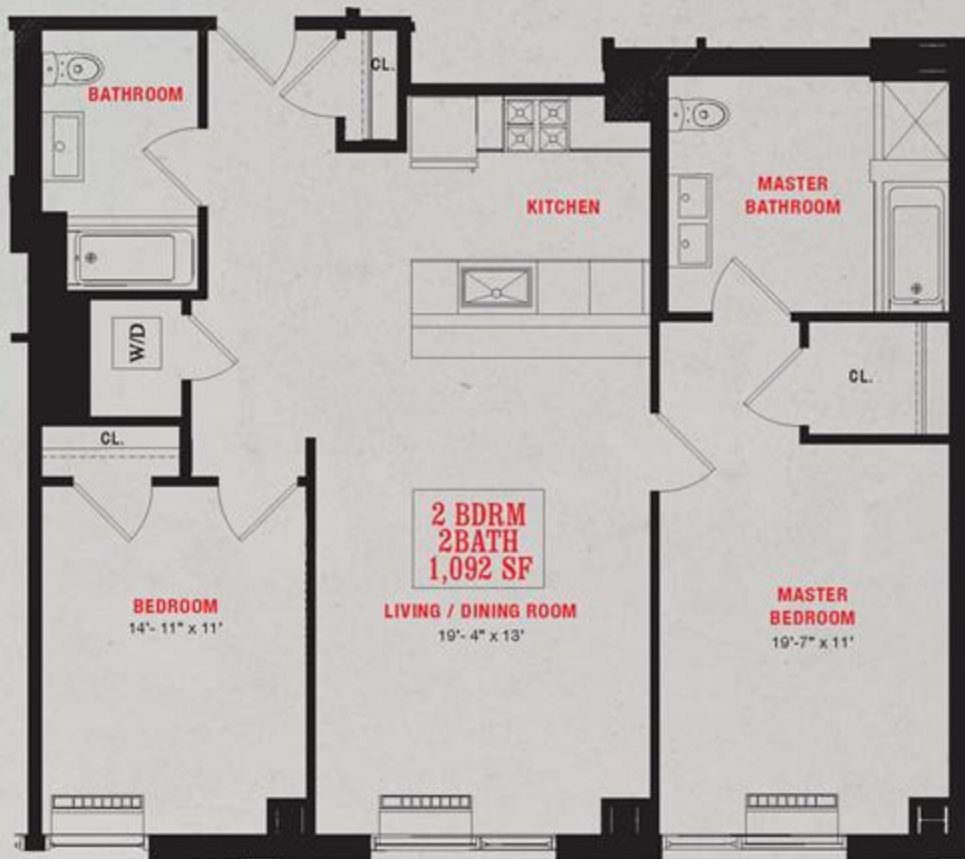 CL.
BATHROOM
KITCHEN
MASTER
BATHROOM
W/D
CL.
CL.
2 BDRM
2BATH
1,092 SF
BEDROOM
14'- 11" x 11'
LIVING / DINING ROOM
19'- 4" x 13'
MASTER
BEDROOM
19'-7" x 11'